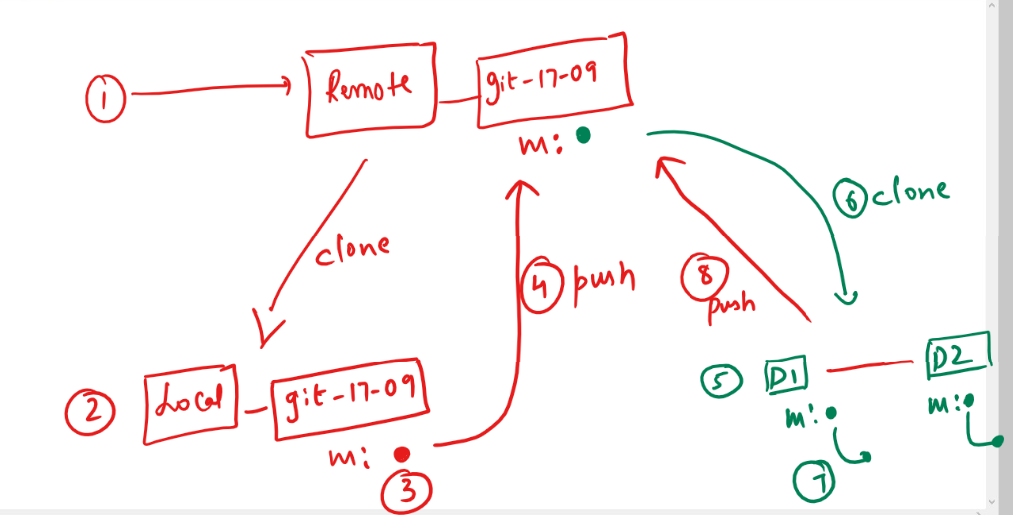 1
Remote
git-17-09
m:
6 clone
clone
4 push
8
push
2
Local
git-17-09
m:
3
5
D1
D2
m:
m:
7